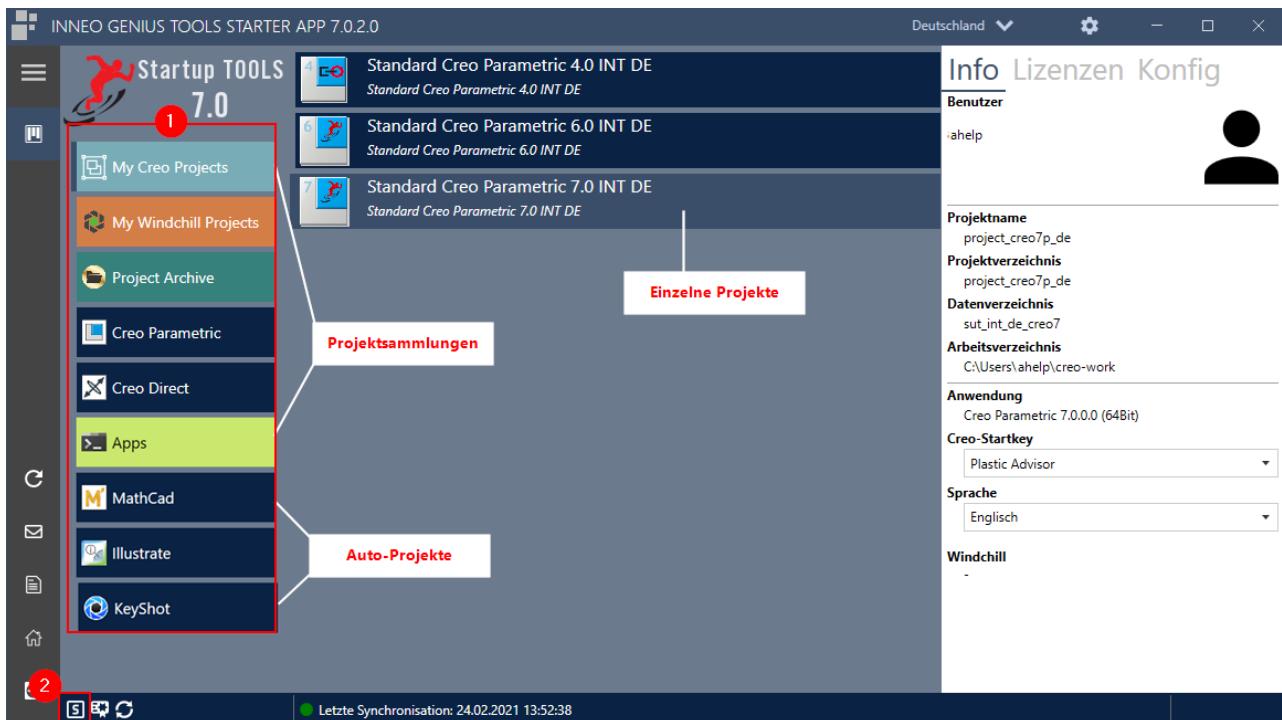 INNEO GENIUS TOOLS STARTER APP 7.0.2.0
Deutschland
Startup TOOLS
7.0
1
My Creo Projects
My Windchill Projects
Project Archive
Creo Parametric
Creo Direct
Apps
MathCad
Illustrate
KeyShot
4
Standard Creo Parametric 4.0 INT DE
Standard Creo Parametric 4.0 INT DE
6
Standard Creo Parametric 6.0 INT DE
Standard Creo Parametric 6.0 INT DE
7
Standard Creo Parametric 7.0 INT DE
Standard Creo Parametric 7.0 INT DE
Einzelne Projekte
Projektsammlungen
Auto-Projekte
Info Lizenzen Konfig
Benutzer
ahelp
Projektname
project_creo7p_de
Projektverzeichnis
project_creo7p_de
Datenverzeichnis
sut_int_de_creo7
Arbeitsverzeichnis
C:\Users\ahelp\creo-work
Anwendung
Creo Parametric 7.0.0.0 (64Bit)
Creo-Startkey
Plastic Advisor
Sprache
Englisch
Windchill
-
2
S
Letzte Synchronisation: 24.02.2021 13:52:38